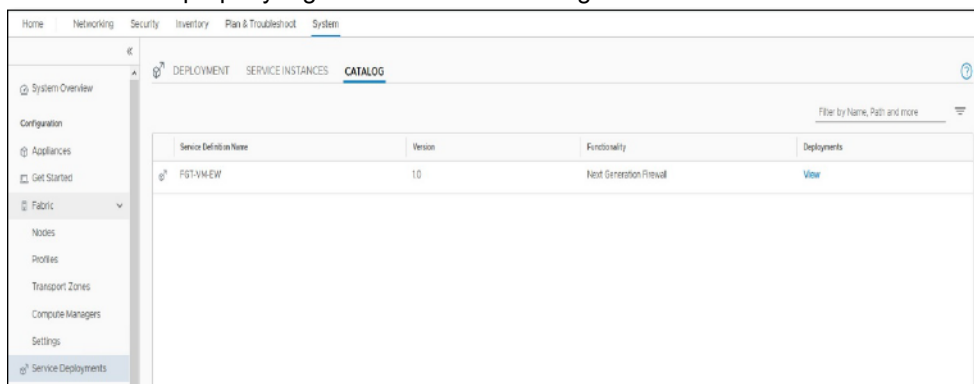 Home Networking Security Inventory Plan & Troubleshoot System
«
DEPLOYMENT SERVICE INSTANCES CATALOG ?
System Overview
Filter by Name, Path and more
Configuration
Service Definition Name Version Functionality Deployments
Appliances
FGT-VM-EW 1.0 Next Generation Firewall View
Get Started
Fabric
Nodes
Profiles
Transport Zones
Compute Managers
Settings
Service Deployments